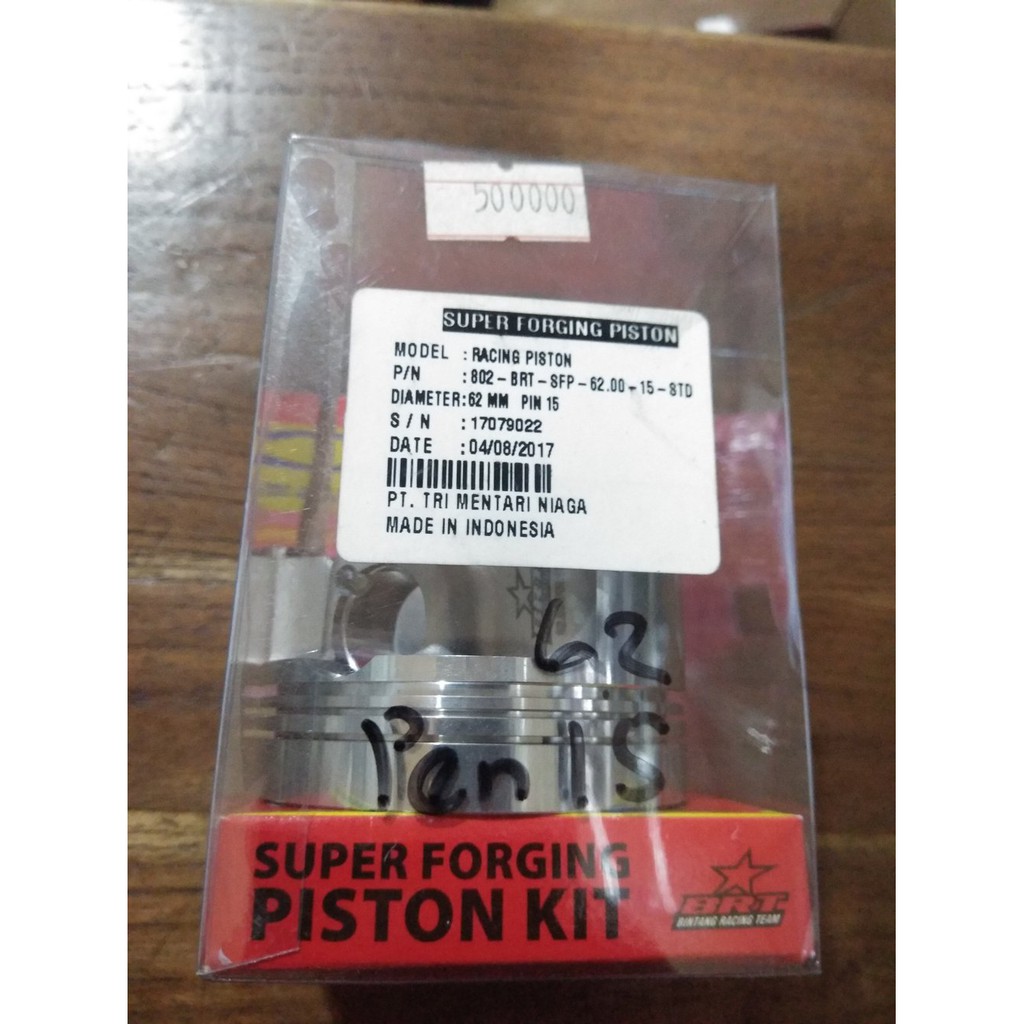 500000
SUPER FORGING PISTON
MODEL : RACING PISTON
P/N : 802-BRT-SFP-62.00-15-STD
DIAMETER:62 MM PIN 15
S/N : 17079022
DATE : 04/08/2017
PT. TRI MENTARI NIAGA
MADE IN INDONESIA
62
Pen 15
SUPER FORGING
PISTON KIT
BRT
BINTANG RACING TEAM